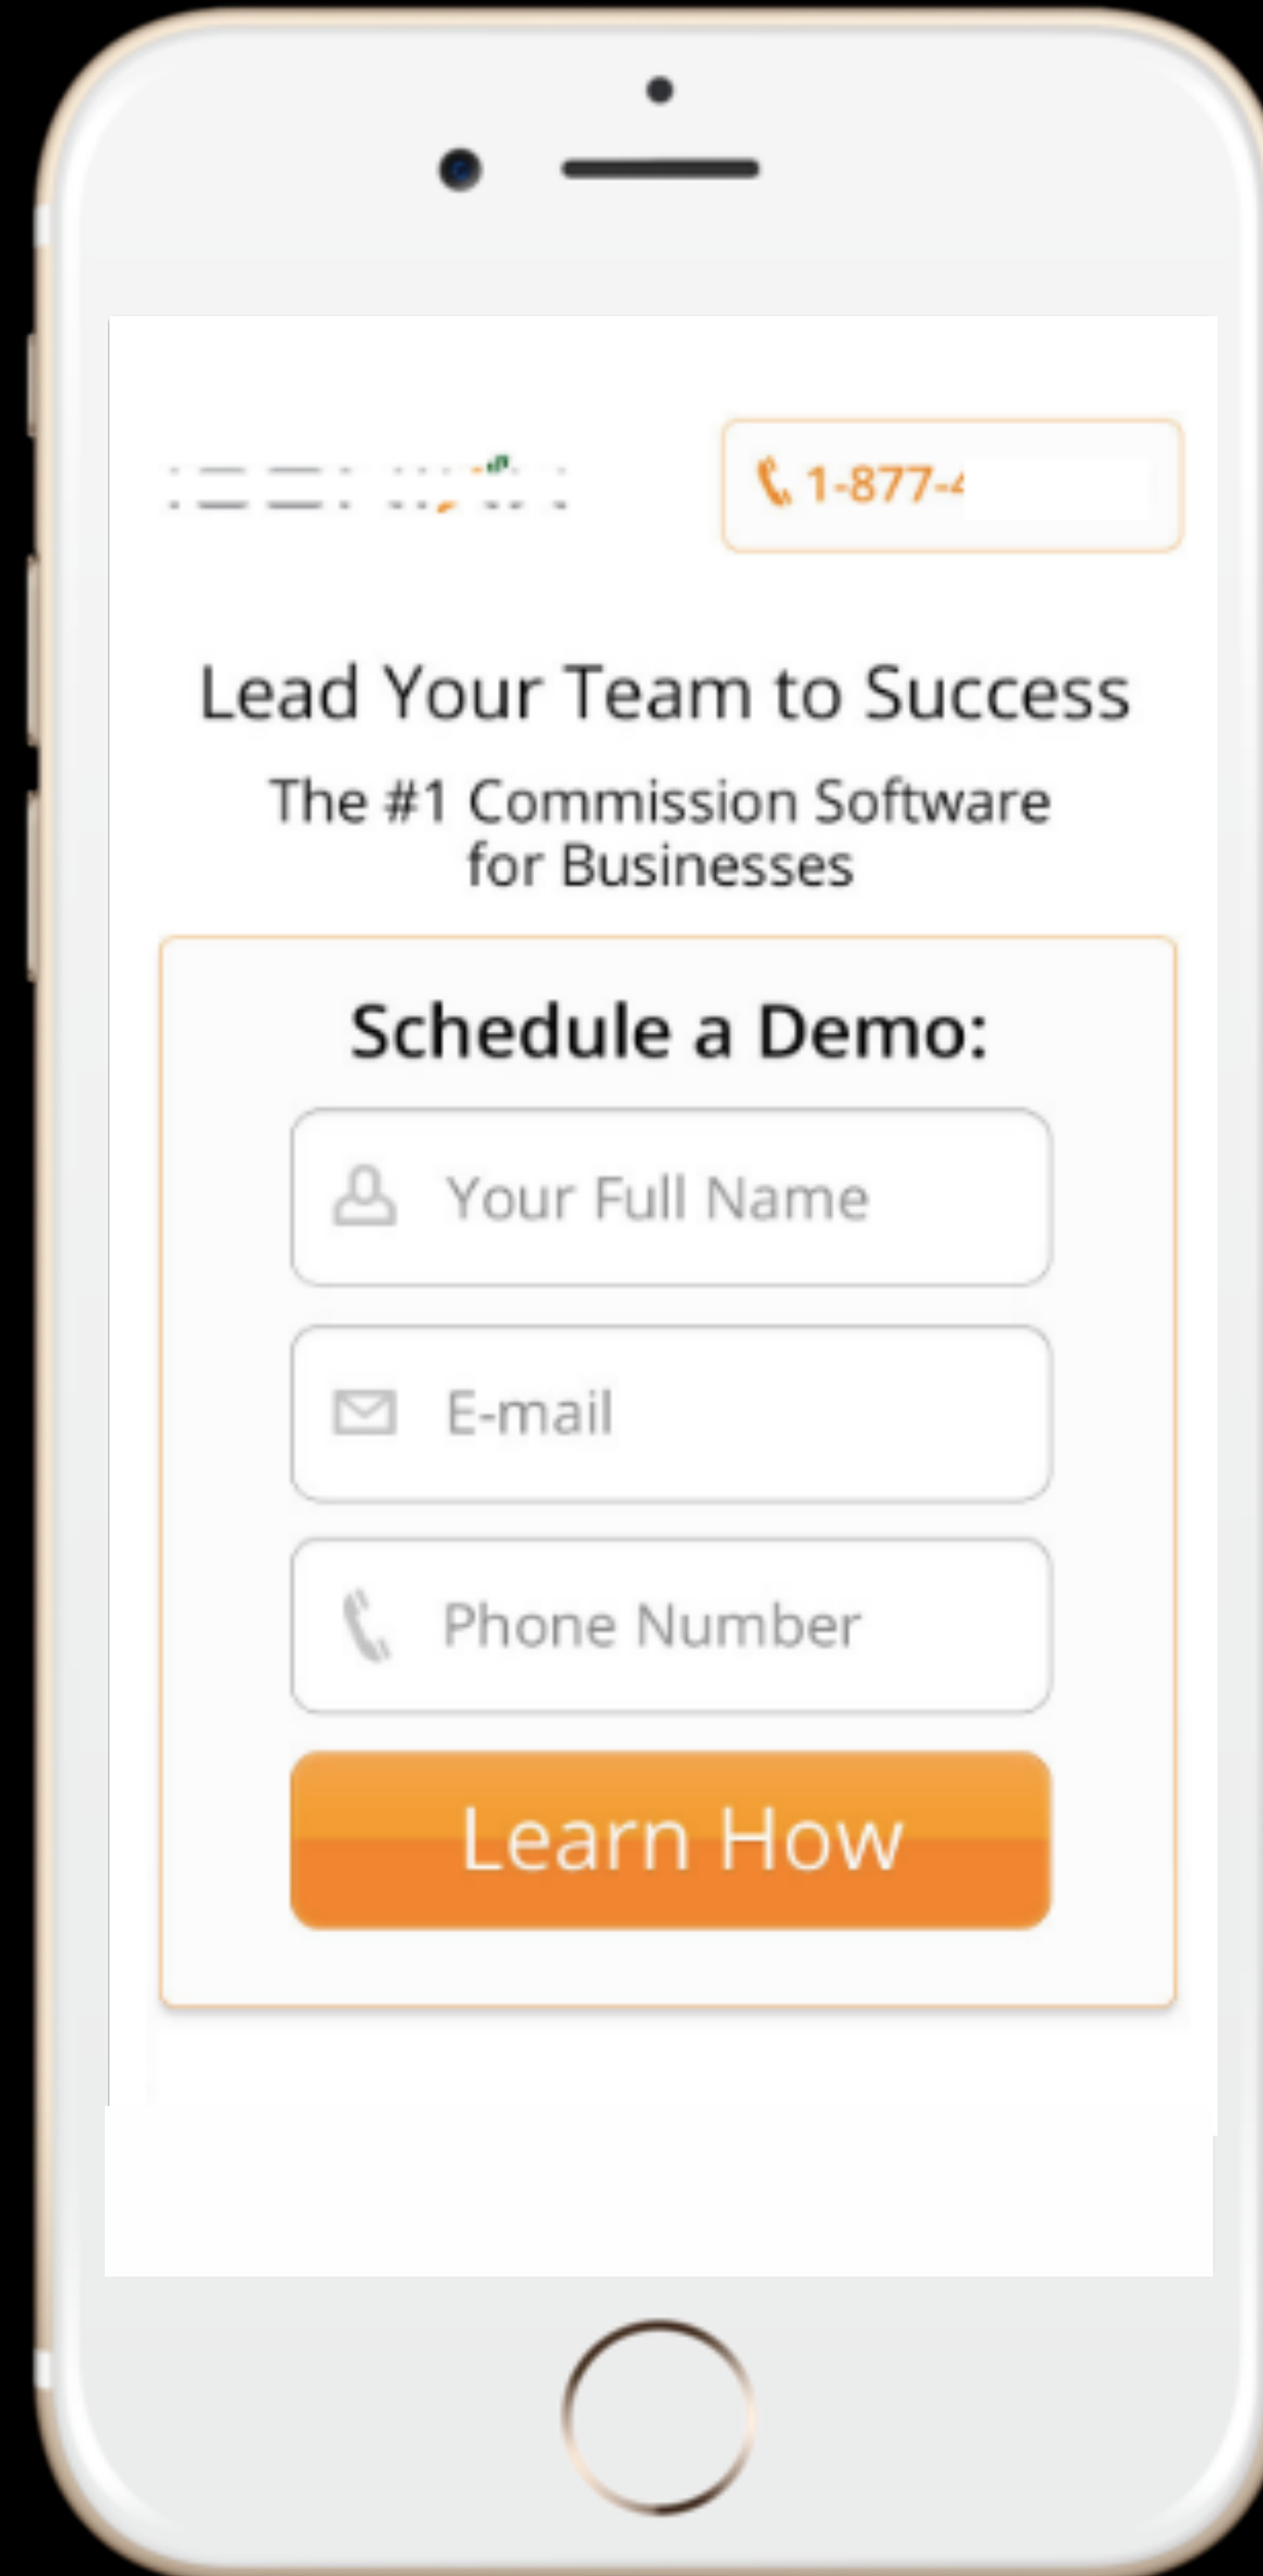 1-877-4
Lead Your Team to Success
The #1 Commission Software
for Businesses
Schedule a Demo:
Your Full Name
E-mail
Phone Number
Learn How